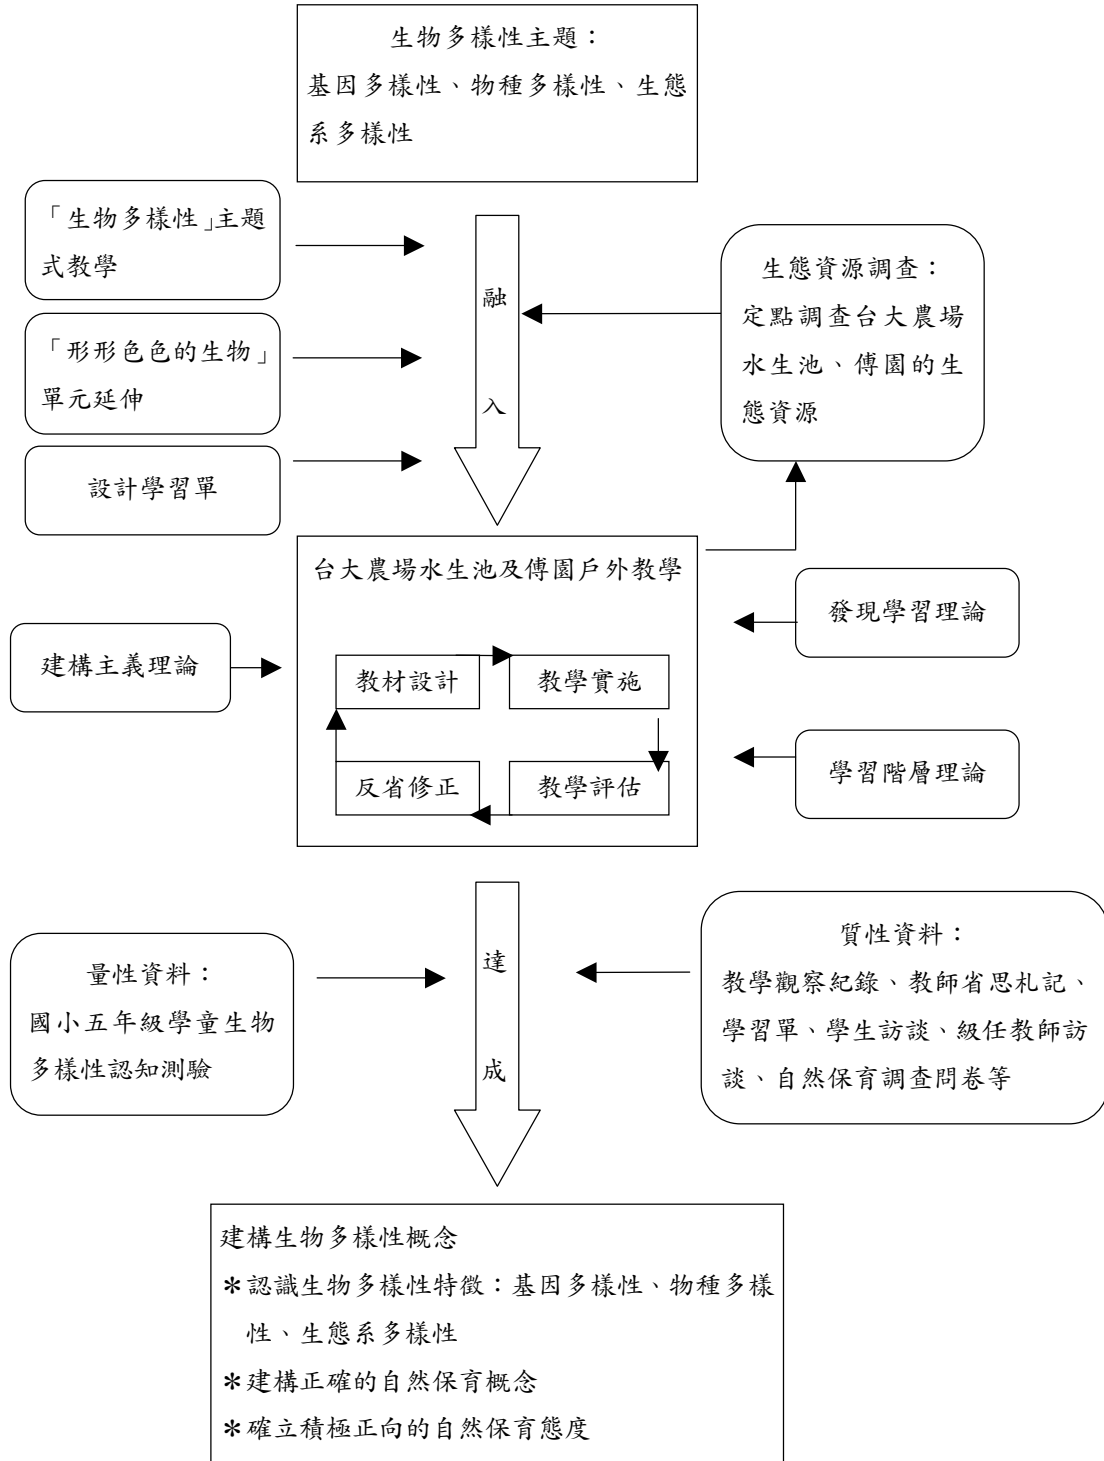 生物多樣性主題：
基因多樣性、物種多樣性、生態
系多樣性
「生物多樣性」主題
式教學
「形形色色的生物」
單元延伸
設計學習單
融
入
生態資源調查：
定點調查台大農場
水生池、傅園的生
態資源
台大農場水生池及傅園戶外教學
教材設計
教學實施
反省修正
教學評估
建構主義理論
發現學習理論
學習階層理論
達
成
量性資料：
國小五年級學童生物
多樣性認知測驗
質性資料：
教學觀察紀錄、教師省思札記、
學習單、學生訪談、級任教師訪
談、自然保育調查問卷等
建構生物多樣性概念
＊認識生物多樣性特徵：基因多樣性、物種多樣
性、生態系多樣性
＊建構正確的自然保育概念
＊確立積極正向的自然保育態度